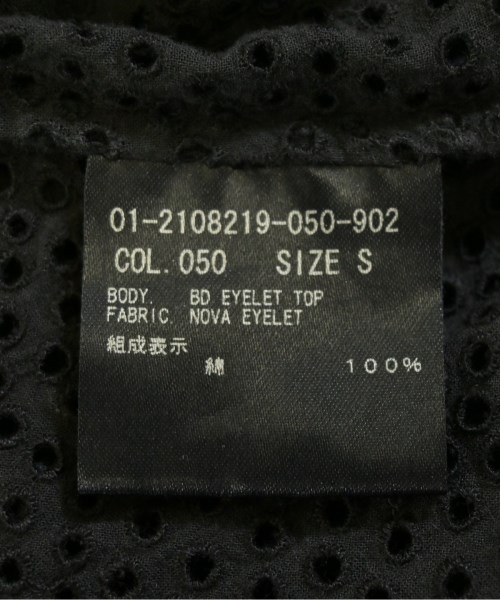 01-2108219-050-902
COL. 050 SIZE S
BODY. BD EYELET TOP
FABRIC. NOVA EYELET
組成表示
綿 100%